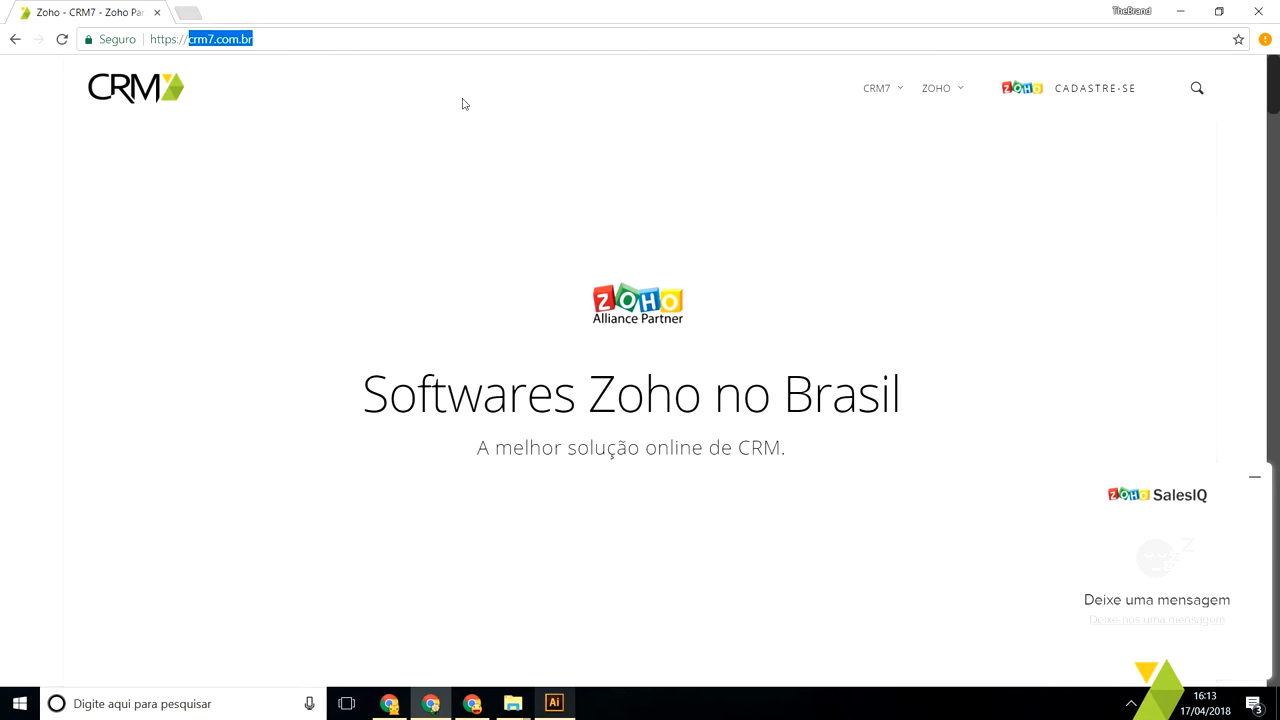 Zoho - CRM7 - Zoho Par
TheBrand
Seguro
https://crm7.com.br
CRM7
CRM7
ZOHO
ZOHO
CADASTRE-SE
ZOHO
Alliance Partner
Softwares Zoho no Brasil
A melhor solução online de CRM.
ZOHO SalesIQ
Deixe uma mensagem
Deixe-nos uma mensagem
Digite aqui para pesquisar
Ai
16:13
17/04/2018
3